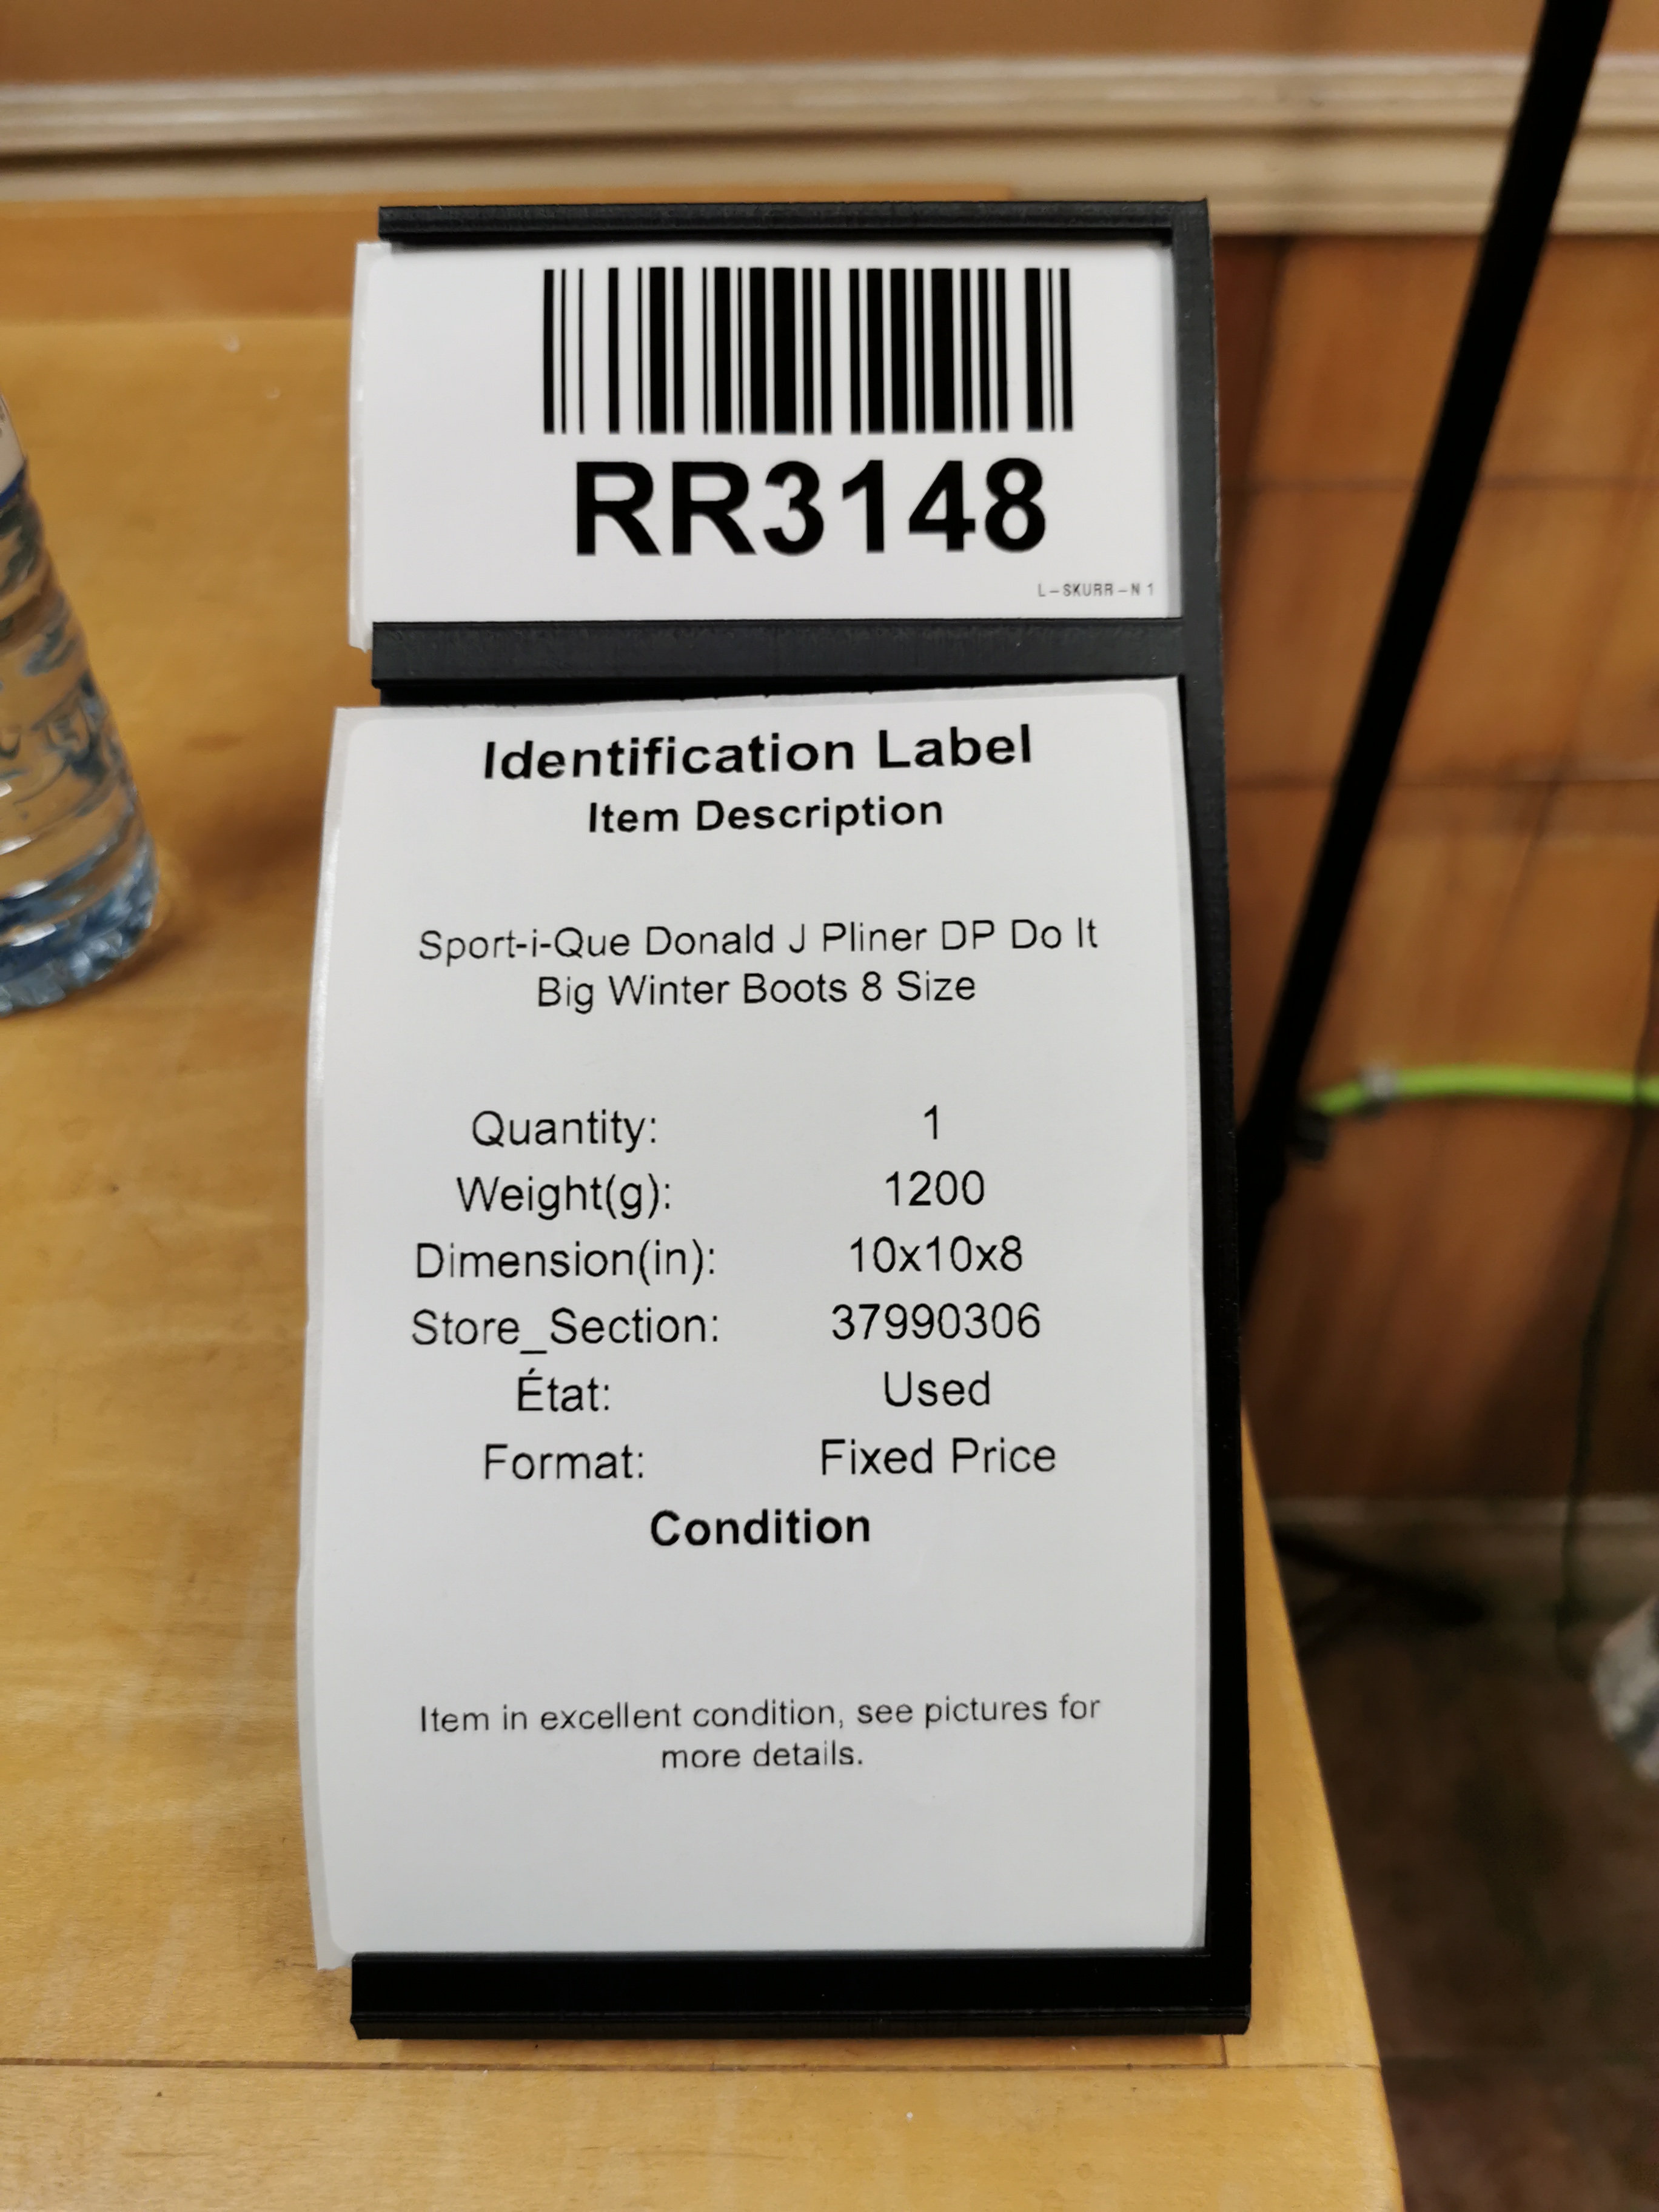 RR3148
L-SKURR-N 1
Identification Label
Item Description
Sport-i-Que Donald J Pliner DP Do It
Big Winter Boots 8 Size
Quantity: 1
Weight(g): 1200
Dimension(in): 10x10x8
Store_Section: 37990306
État: Used
Format: Fixed Price
Condition
Item in excellent condition, see pictures for
more details.